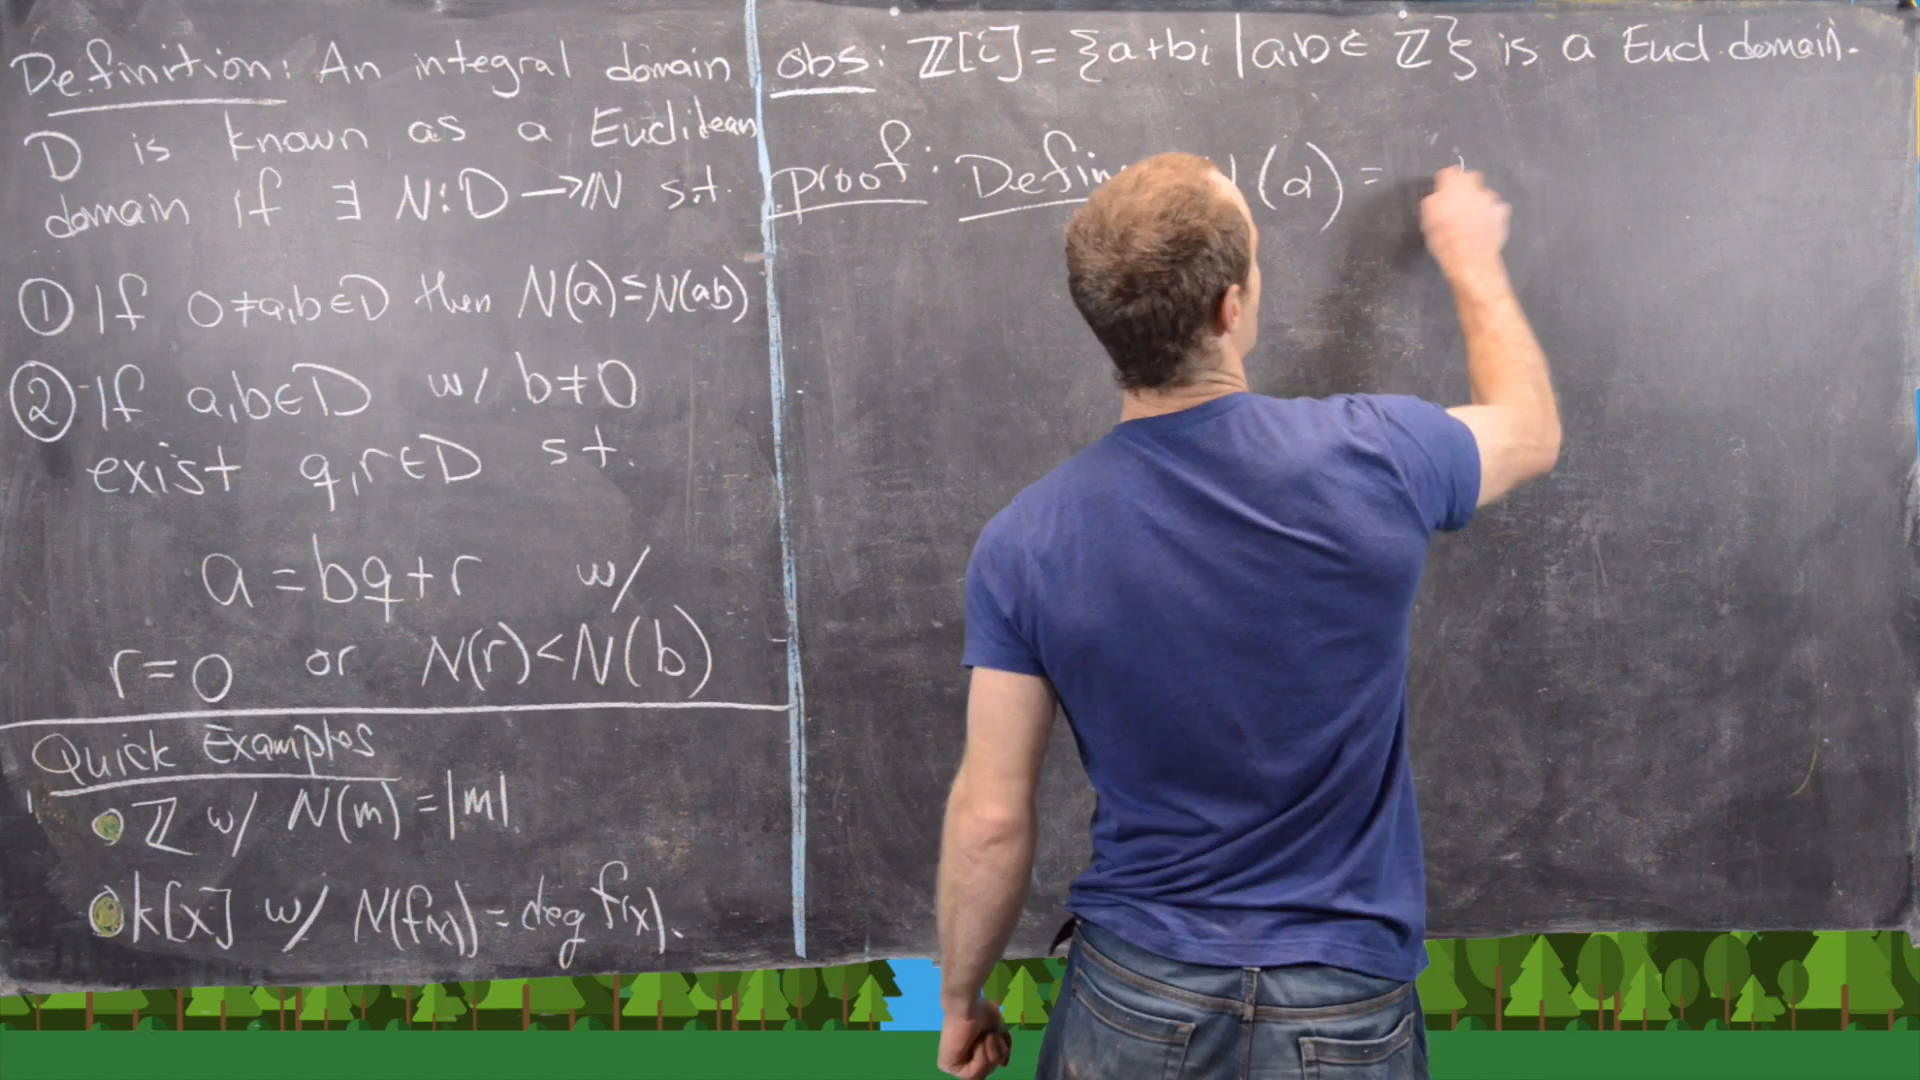 Definition: An integral domain
D is known as a Euclidean
domain if ∃ N:D→ℕ s.t.
① If 0≠a,b∈D then N(a)≤N(ab)
② If a,b∈D w/ b≠0
exist q,r∈D s.t.
a=bq+r w/
r=0 or N(r)<N(b)
Quick Examples
• ℤ w/ N(m)=|m|
• k[x] w/ N(f(x))=deg f(x).
obs: ℤ[i]={a+bi | a,b∈ ℤ} is a Eucl. domain.
proof: Defin (α) =